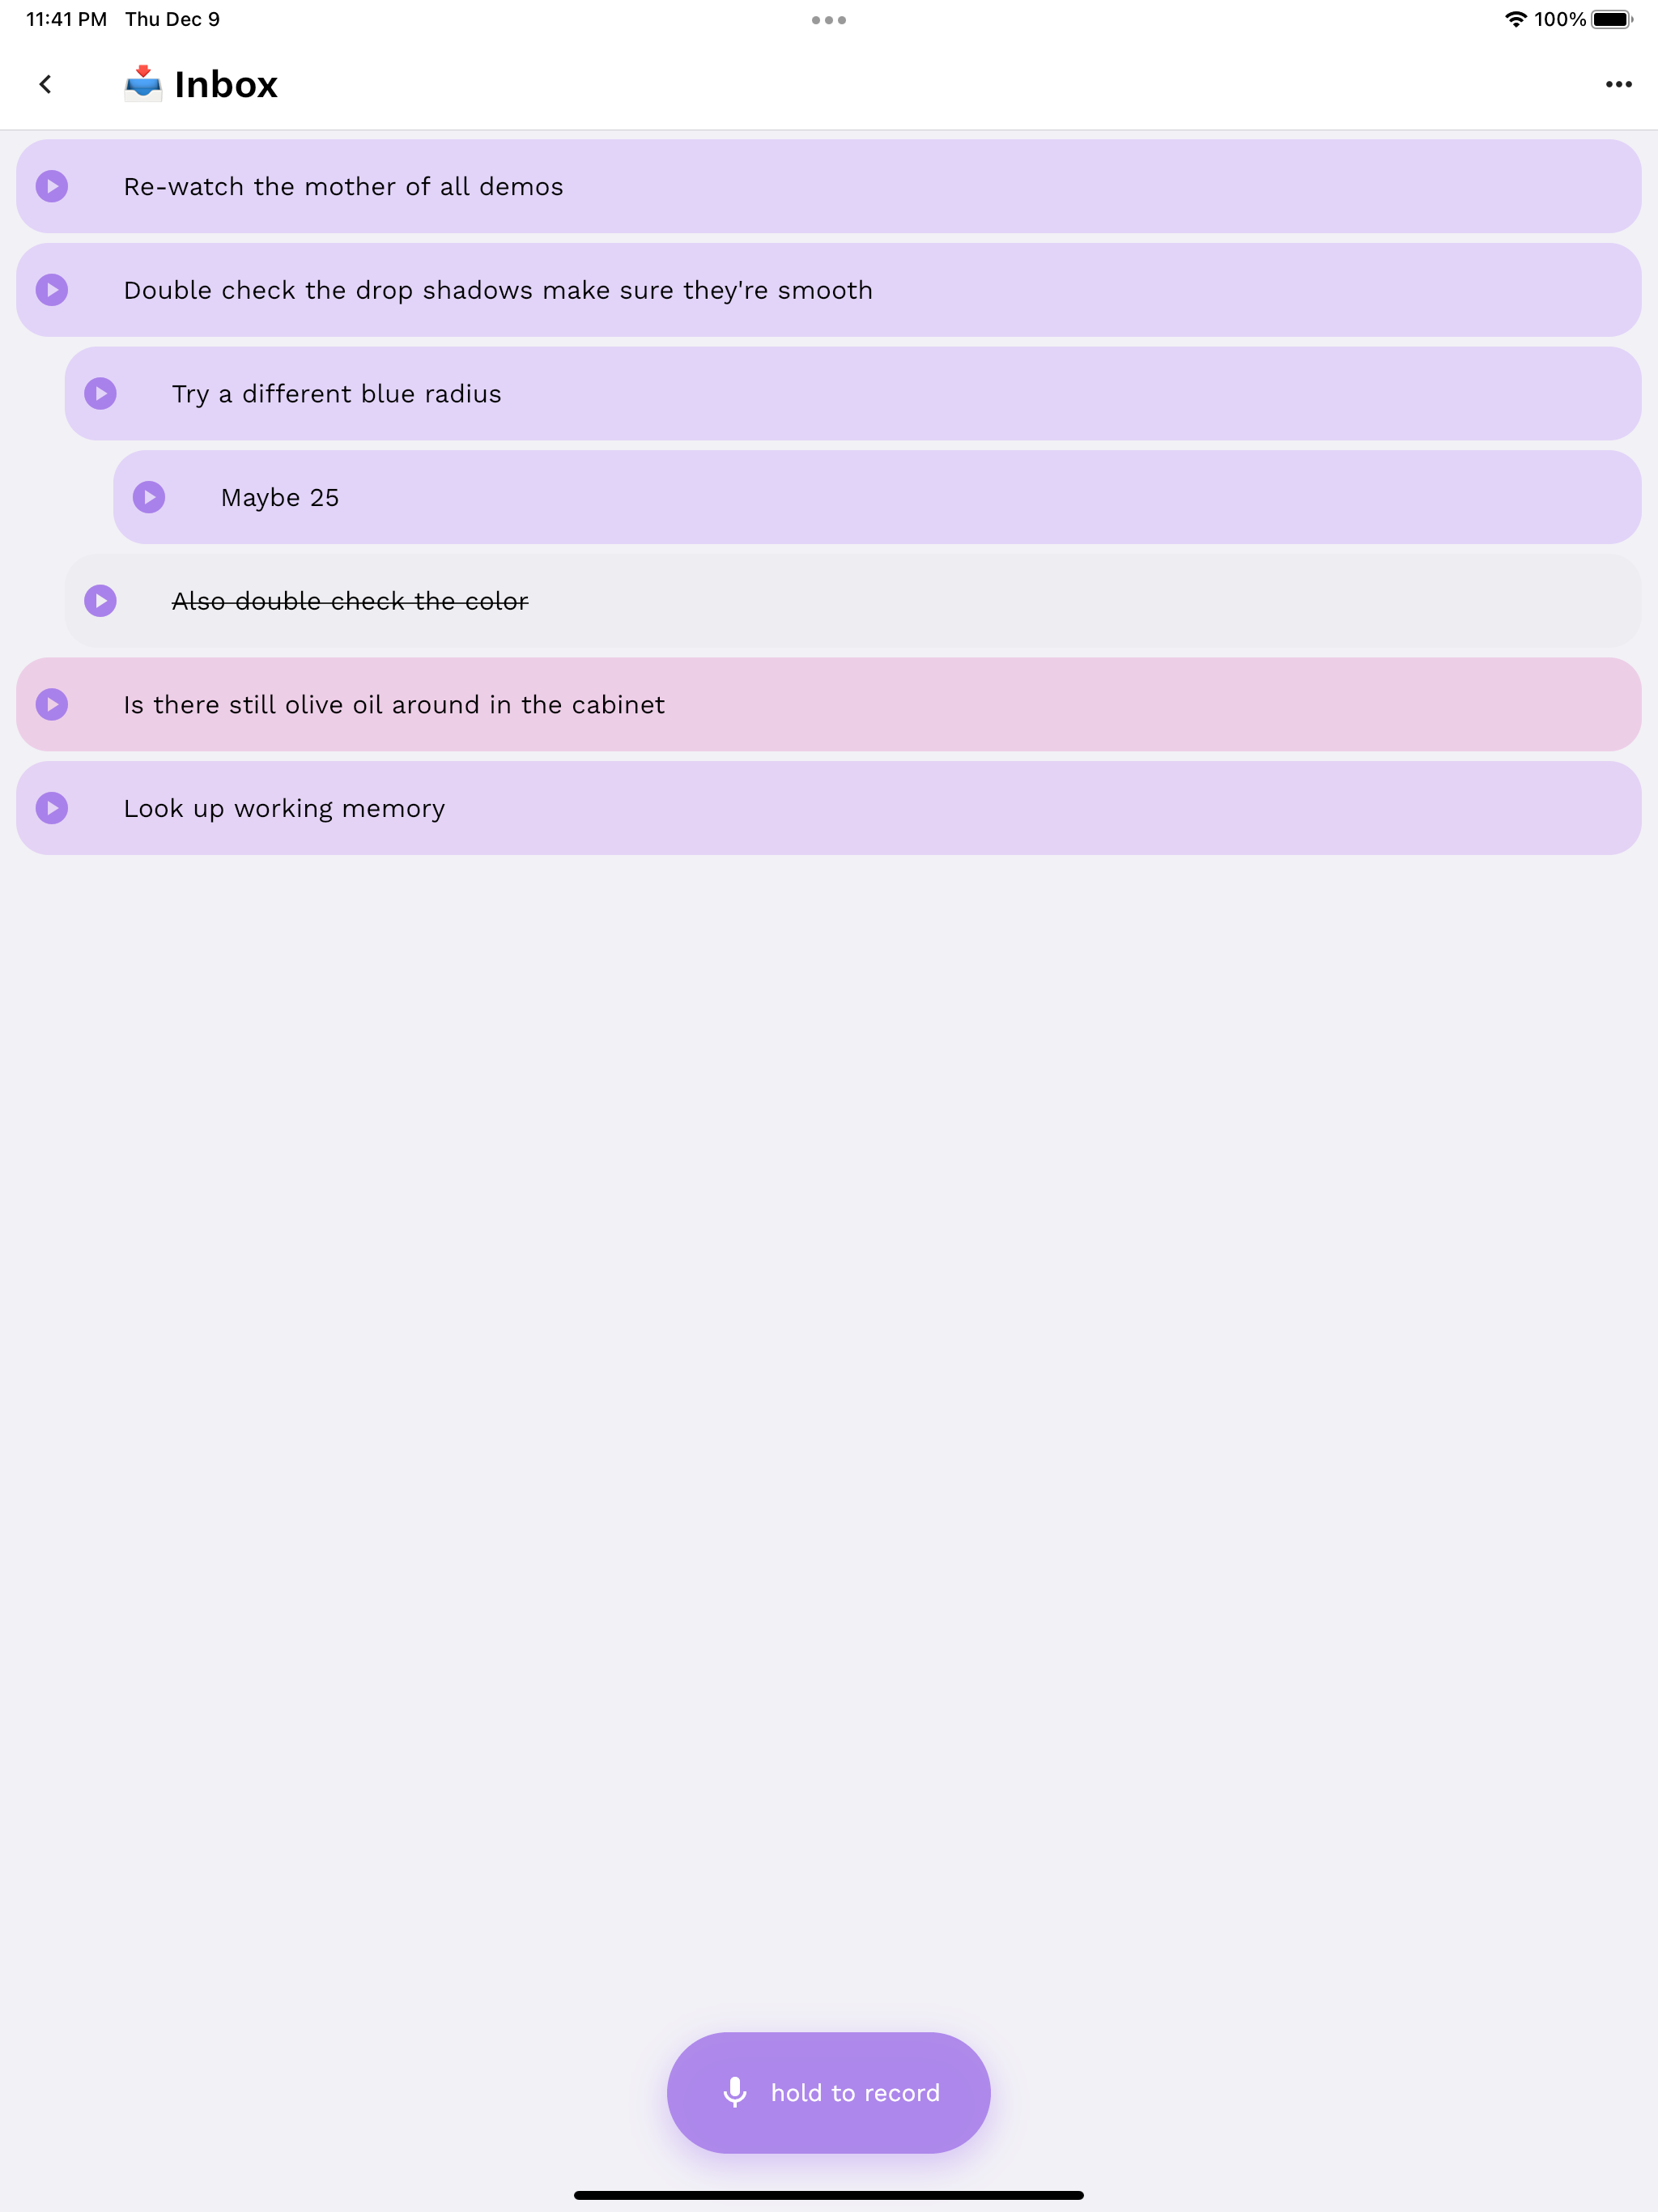 11:41 PM Thu Dec 9 100%
Inbox
Re-watch the mother of all demos
Double check the drop shadows make sure they're smooth
Try a different blue radius
Maybe 25
Also double check the color
Is there still olive oil around in the cabinet
Look up working memory
hold to record